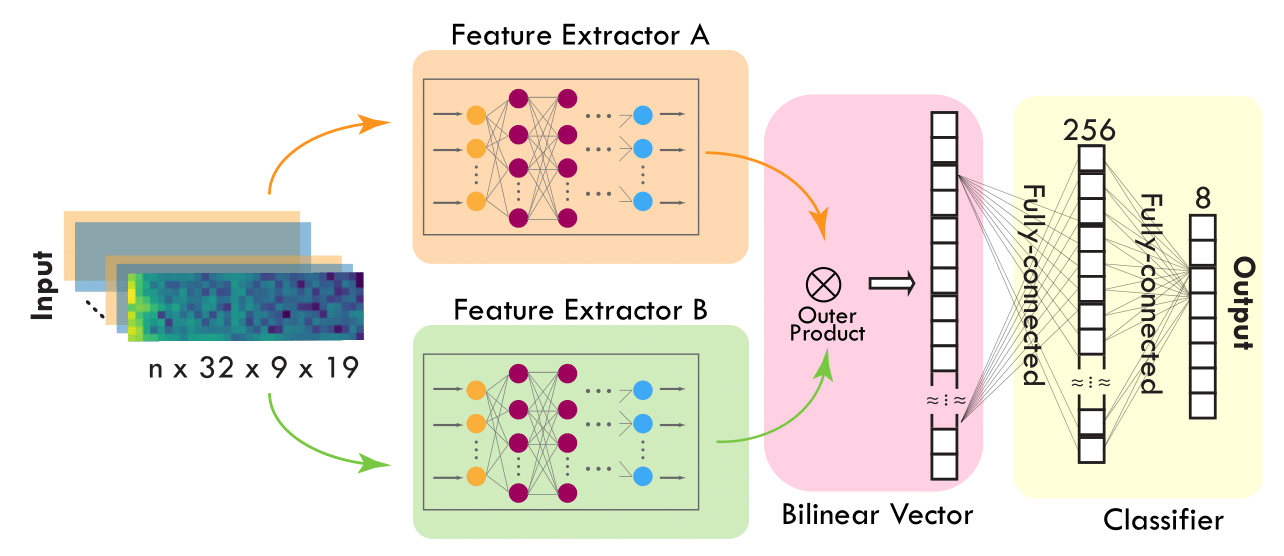 Feature Extractor A
Input
n x 32 x 9 x 19
Feature Extractor B
Outer
Product
Bilinear Vector
256
Fully-connected
Fully-connected
8
Output
Classifier